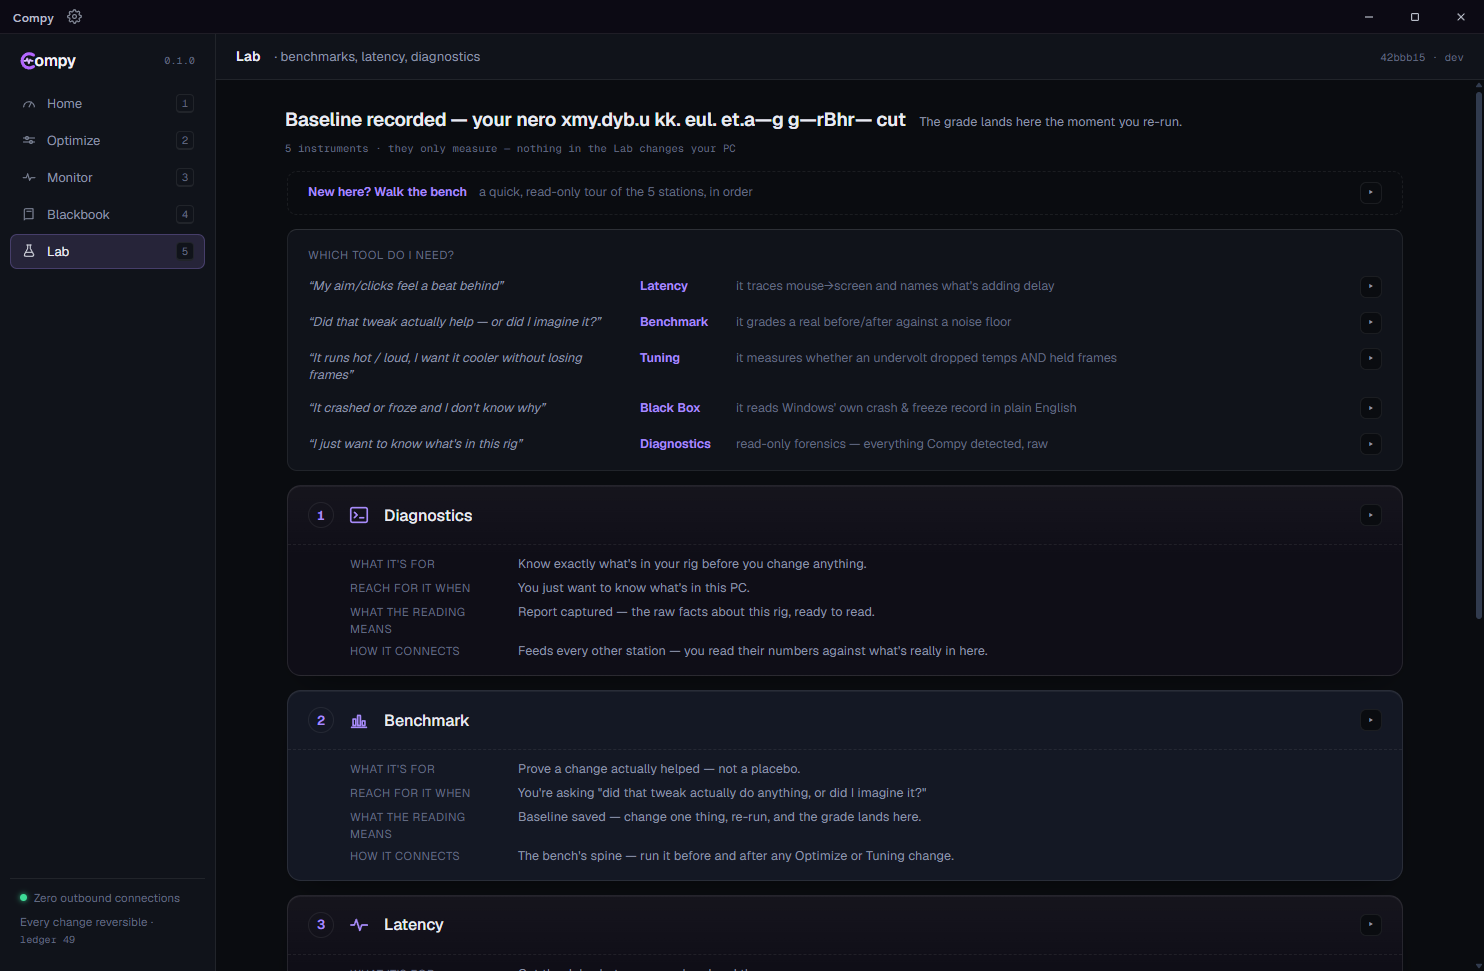 Compy
Compy 0.1.0
Home 1
Optimize 2
Monitor 3
Blackbook 4
Lab 5
Zero outbound connections
Every change reversible ·
ledger 49
Lab · benchmarks, latency, diagnostics
42bbb15 · dev
Baseline recorded — your nero xmy.dyb.u kk. eul. et.a—g g—rBhr— cut The grade lands here the moment you re-run.
5 instruments · they only measure — nothing in the Lab changes your PC
New here? Walk the bench a quick, read-only tour of the 5 stations, in order
WHICH TOOL DO I NEED?
“My aim/clicks feel a beat behind” Latency it traces mouse→screen and names what's adding delay
“Did that tweak actually help — or did I imagine it?” Benchmark it grades a real before/after against a noise floor
“It runs hot / loud, I want it cooler without losing
frames” Tuning it measures whether an undervolt dropped temps AND held frames
“It crashed or froze and I don't know why” Black Box it reads Windows' own crash & freeze record in plain English
“I just want to know what's in this rig” Diagnostics read-only forensics — everything Compy detected, raw
1 Diagnostics
WHAT IT'S FOR Know exactly what's in your rig before you change anything.
REACH FOR IT WHEN You just want to know what's in this PC.
WHAT THE READING
MEANS Report captured — the raw facts about this rig, ready to read.
HOW IT CONNECTS Feeds every other station — you read their numbers against what's really in here.
2 Benchmark
WHAT IT'S FOR Prove a change actually helped — not a placebo.
REACH FOR IT WHEN You're asking "did that tweak actually do anything, or did I imagine it?"
WHAT THE READING
MEANS Baseline saved — change one thing, re-run, and the grade lands here.
HOW IT CONNECTS The bench's spine — run it before and after any Optimize or Tuning change.
3 Latency